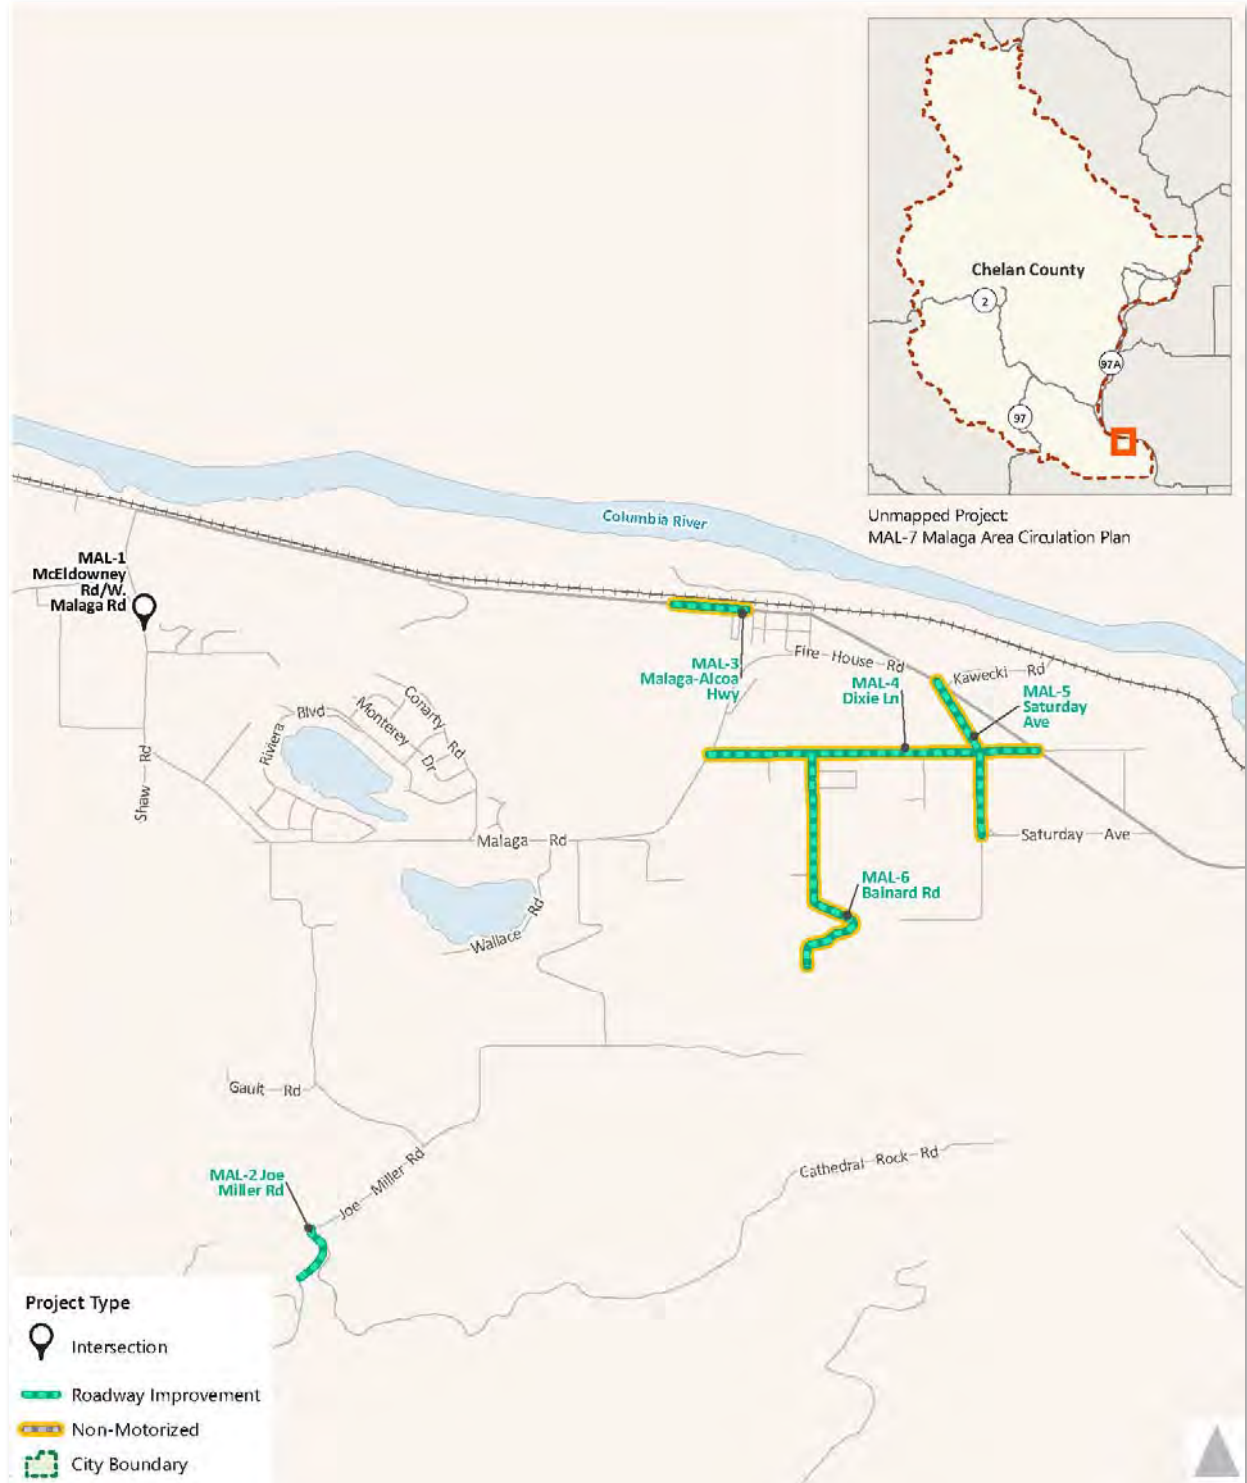 Chelan County
2
97A
97
Unmapped Project:
MAL-7 Malaga Area Circulation Plan
Columbia River
MAL-1
McEldowney
Rd/W.
Malaga Rd
MAL-3
Malaga-Alcoa
Hwy
Fire House Rd
MAL-4
Dixie Ln
Kawecki Rd
MAL-5
Saturday
Ave
Conarty Rd
Monterey Dr
Riviera Blvd
Shaw Rd
Malaga Rd
Saturday Ave
MAL-6
Bainard Rd
Wallace Rd
Gault Rd
MAL-2 Joe
Miller Rd
Joe Miller Rd
Cathedral Rock Rd
Project Type
Intersection
Roadway Improvement
Non-Motorized
City Boundary